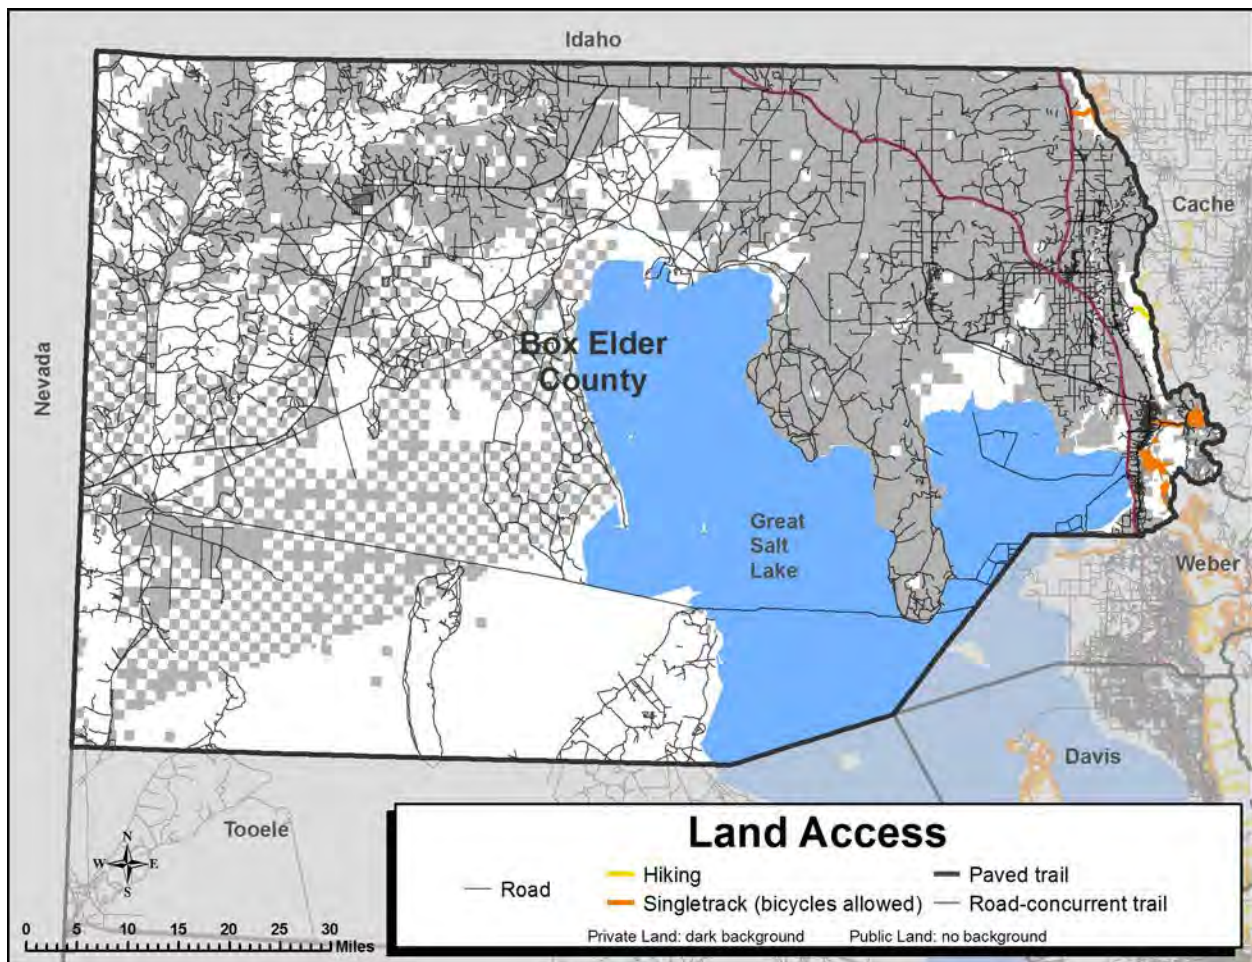 Idaho
Cache
Nevada
Box Elder
County
Great
Salt
Lake
Weber
Davis
Tooele
N
W
E
S
0 5 10 15 20 25 30
Miles
Land Access
Road
Hiking
Paved trail
Singletrack (bicycles allowed)
Road-concurrent trail
Private Land: dark background
Public Land: no background